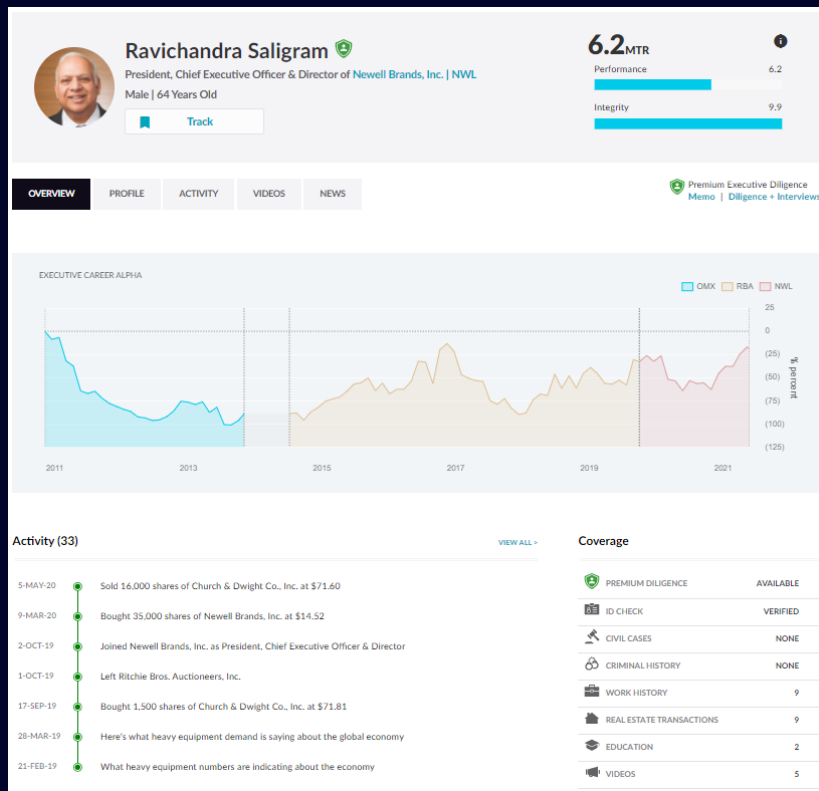 Ravichandra Saligram
President, Chief Executive Officer & Director of Newell Brands, Inc. | NWL
Male | 64 Years Old
Track
6.2 MTR
Performance 6.2
Integrity 9.9
OVERVIEW PROFILE ACTIVITY VIDEOS NEWS
Premium Executive Diligence
Memo | Diligence + Interviews
EXECUTIVE CAREER ALPHA
OMX RBA NWL
25
0
(25)
(50)
(75)
(100)
(125)
% percent
2011 2013 2015 2017 2019 2021
Activity (33) VIEW ALL >
5-MAY-20 Sold 16,000 shares of Church & Dwight Co., Inc. at $71.60
9-MAR-20 Bought 35,000 shares of Newell Brands, Inc. at $14.52
2-OCT-19 Joined Newell Brands, Inc. as President, Chief Executive Officer & Director
1-OCT-19 Left Ritchie Bros. Auctioneers, Inc.
17-SEP-19 Bought 1,500 shares of Church & Dwight Co., Inc. at $71.81
28-MAR-19 Here's what heavy equipment demand is saying about the global economy
21-FEB-19 What heavy equipment numbers are indicating about the economy
Coverage
PREMIUM DILIGENCE AVAILABLE
ID CHECK VERIFIED
CIVIL CASES NONE
CRIMINAL HISTORY NONE
WORK HISTORY 9
REAL ESTATE TRANSACTIONS 9
EDUCATION 2
VIDEOS 5